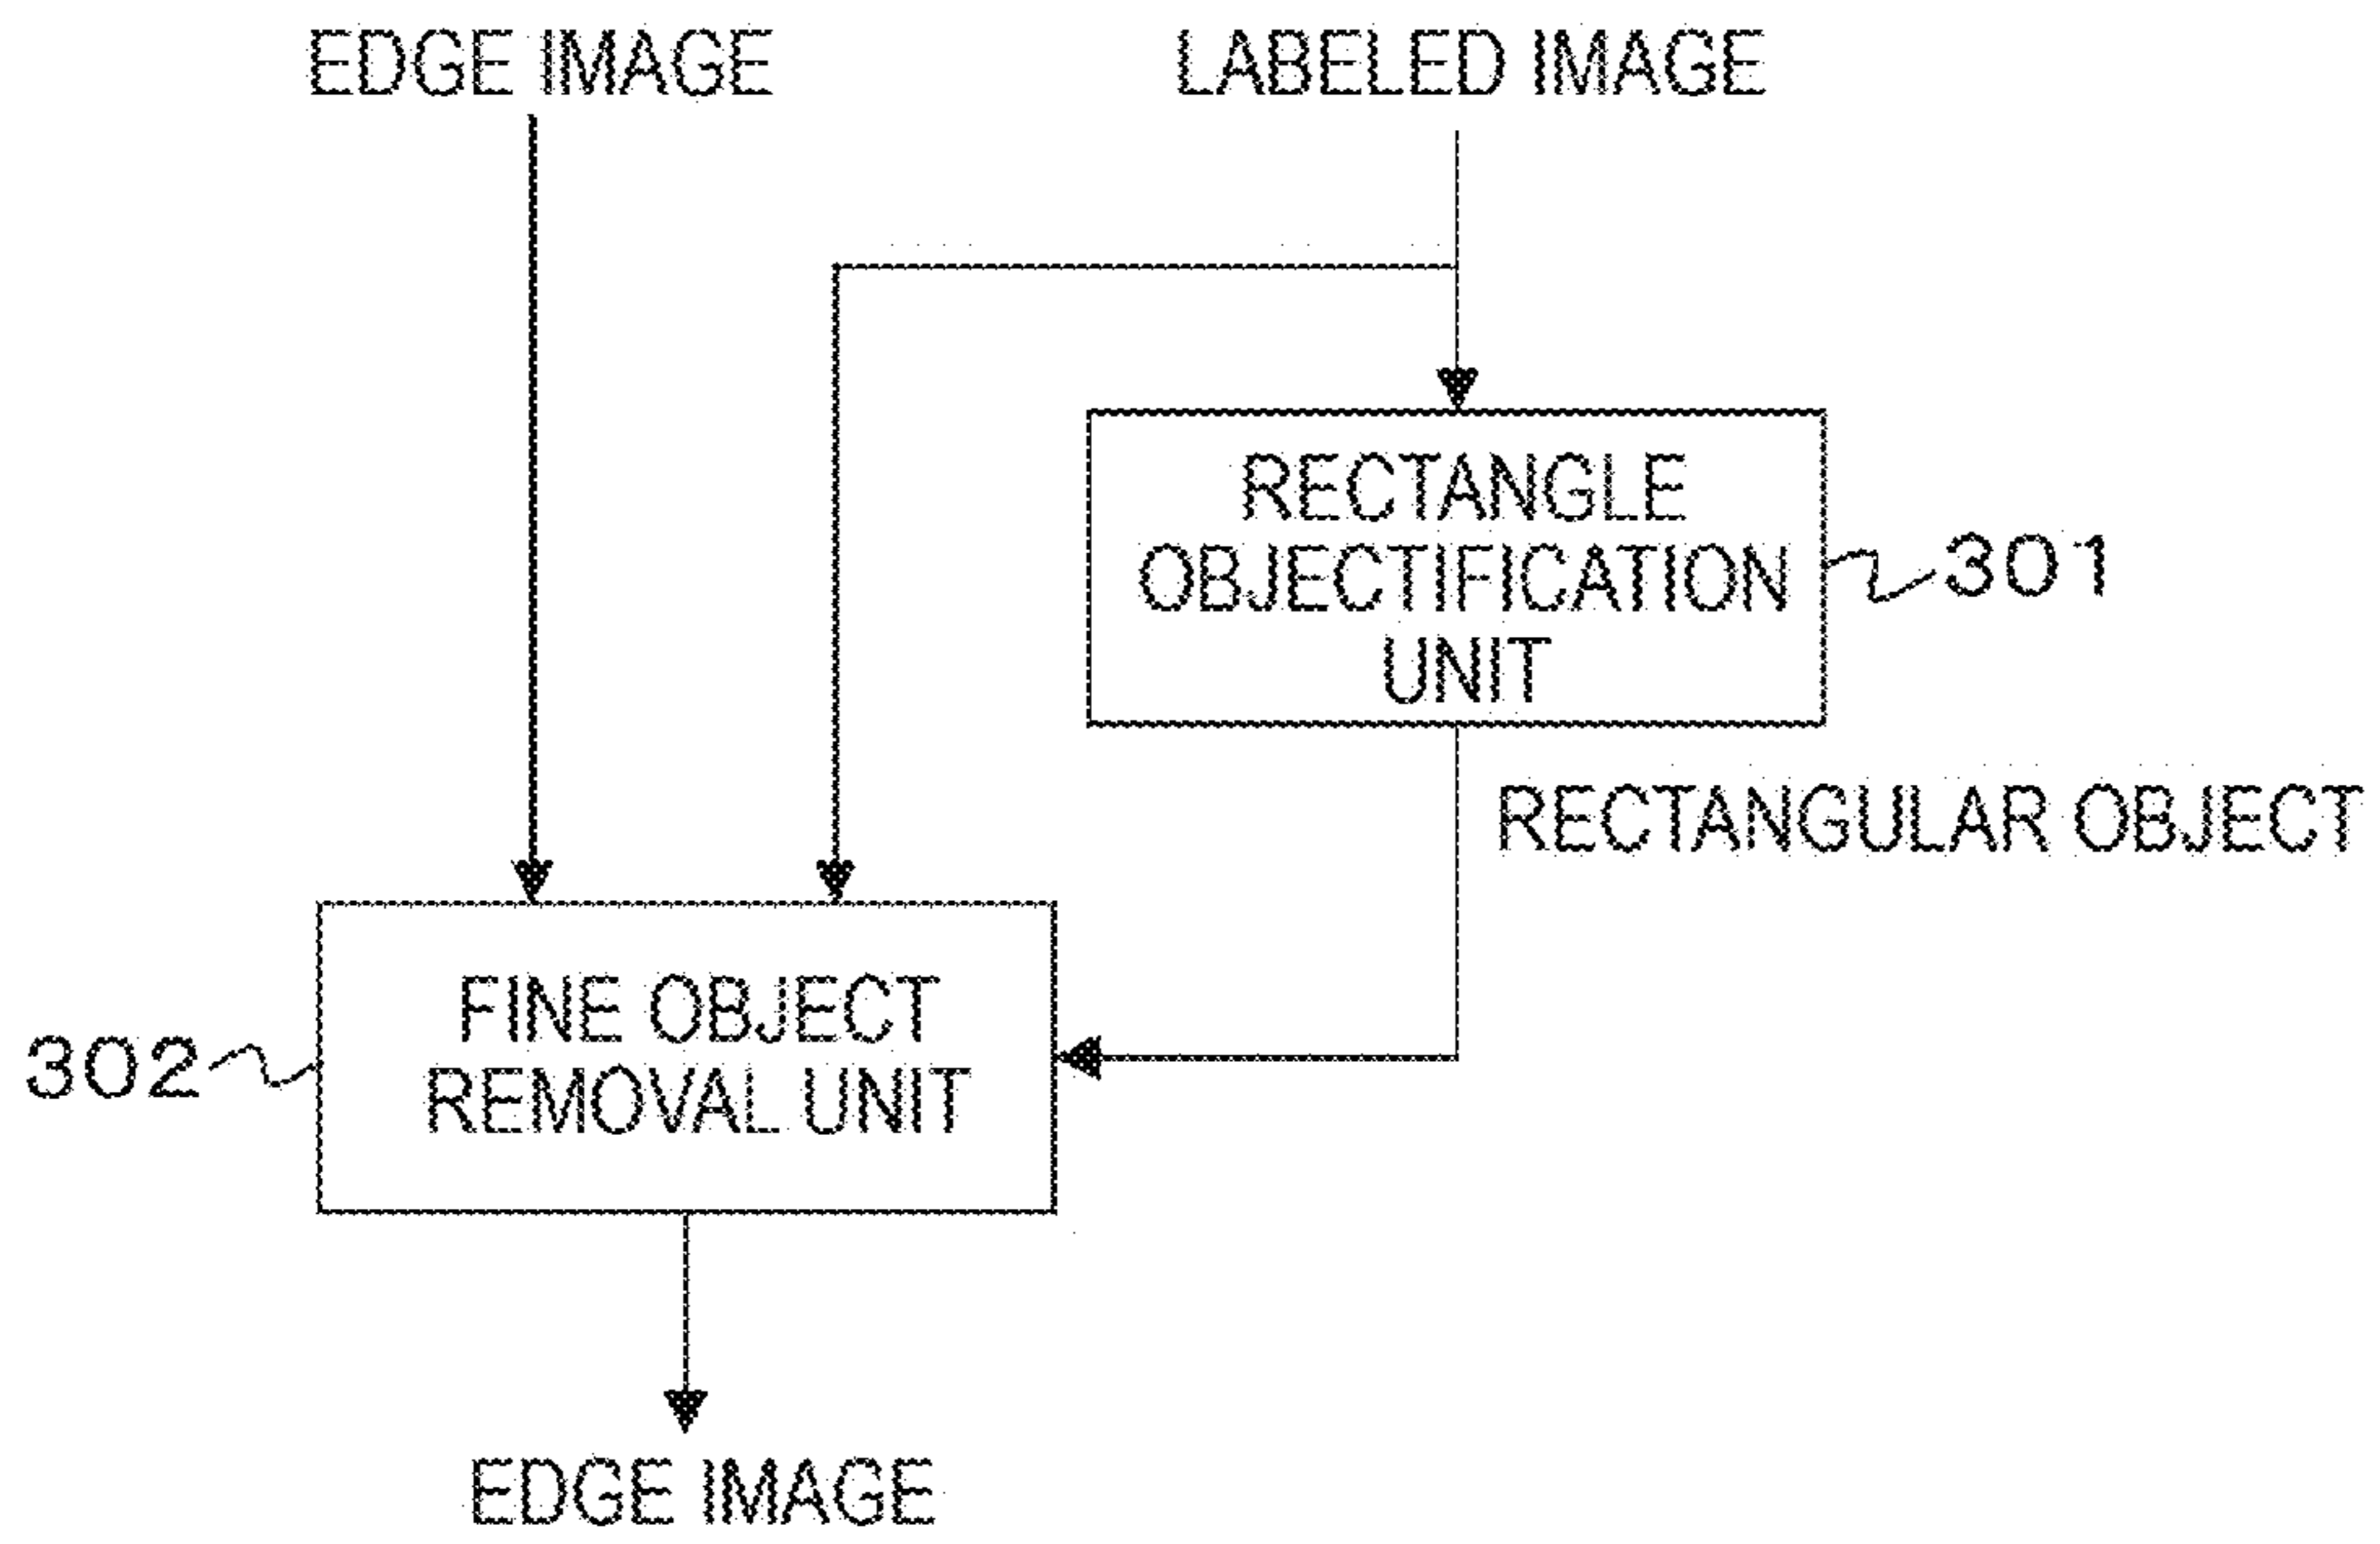 EDGE IMAGE
LABELED IMAGE
RECTANGLE
OBJECTIFICATION
UNIT
301
RECTANGULAR OBJECT
FINE OBJECT
REMOVAL UNIT
302
EDGE IMAGE